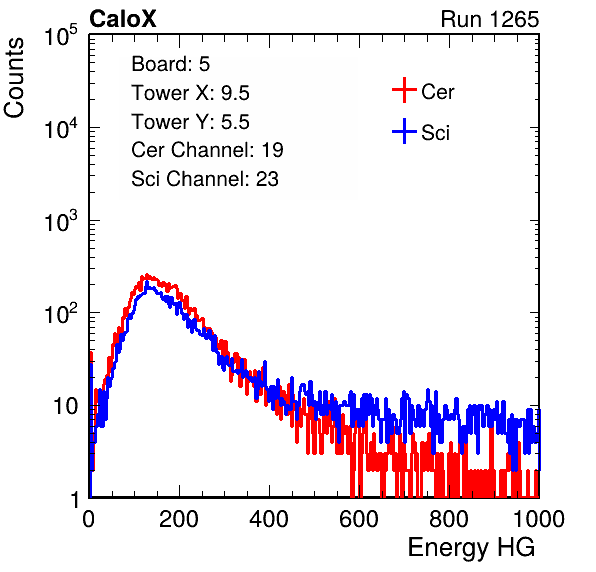 CaloX Run 1265
Counts
Board: 5
Tower X: 9.5
Tower Y: 5.5
Cer Channel: 19
Sci Channel: 23
Cer
Sci
10^5
10^4
10^3
10^2
10
1
0 200 400 600 800 1000
Energy HG